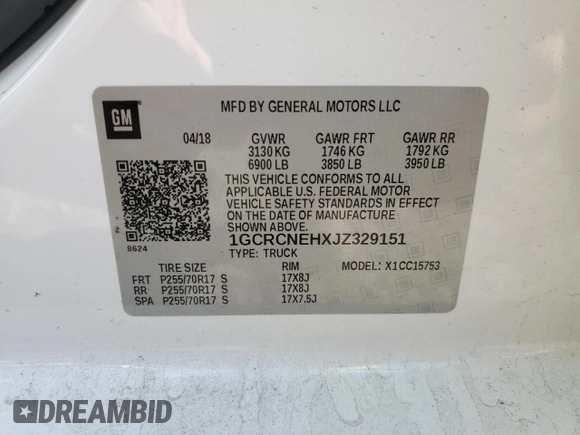 GM
MFD BY GENERAL MOTORS LLC
04/18 GVWR GAWR FRT GAWR RR
3130 KG 1746 KG 1792 KG
6900 LB 3850 LB 3950 LB
THIS VEHICLE CONFORMS TO ALL
APPLICABLE U.S. FEDERAL MOTOR
VEHICLE SAFETY STANDARDS IN EFFECT
ON THE DATE OF MANUFACTURE
SHOWN ABOVE.
8624
1GCRCNEHXJZ329151
TYPE: TRUCK
TIRE SIZE RIM MODEL: X1CC15753
FRT P255/70R17 S 17X8J
RR P255/70R17 S 17X8J
SPA P255/70R17 S 17X7.5J
DREAMBID